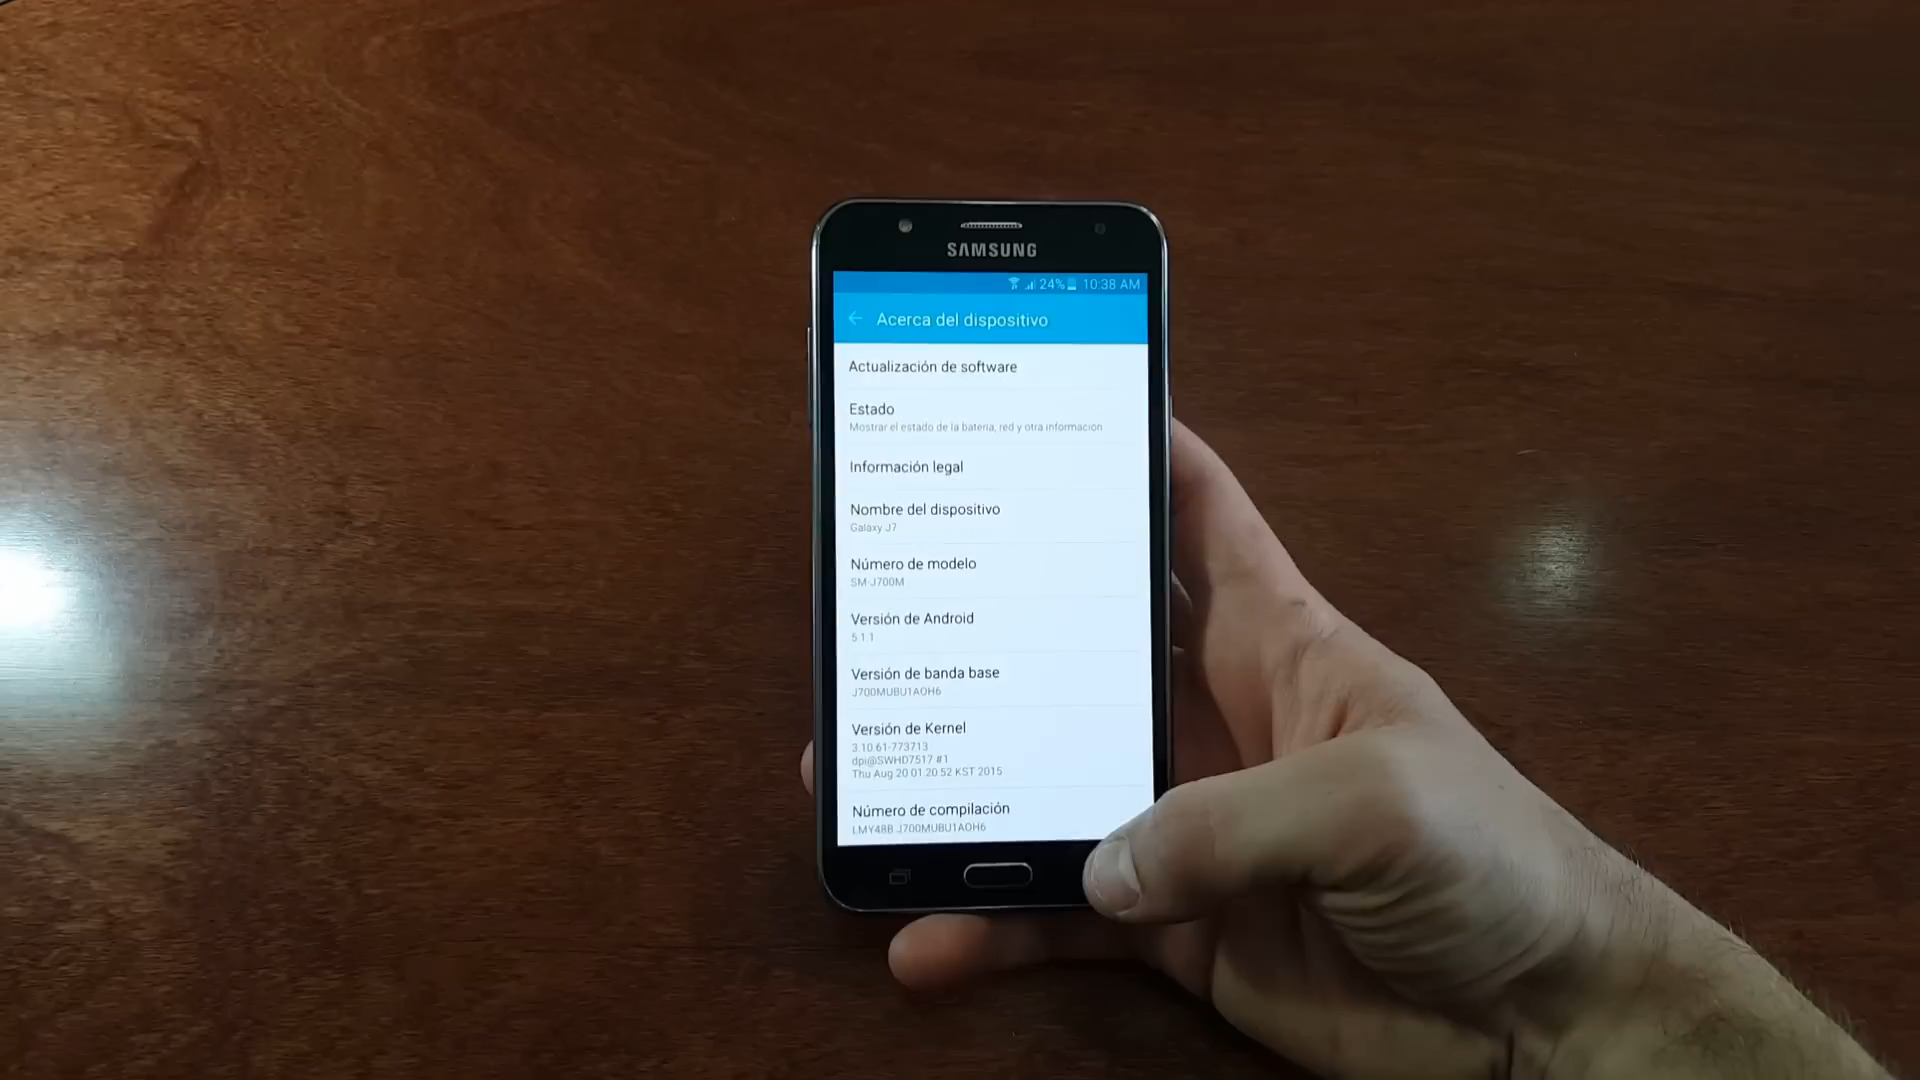 SAMSUNG
24% 10:38 AM
Acerca del dispositivo
Actualización de software
Estado
Mostrar el estado de la batería, red y otra información
Información legal
Nombre del dispositivo
Galaxy J7
Número de modelo
SM-J700M
Versión de Android
5.1.1
Versión de banda base
J700MUBU1AOH6
Versión de Kernel
3.10.61-773713
dpi@SWHD7517 #1
Thu Aug 20 01:20:52 KST 2015
Número de compilación
LMY48B.J700MUBU1AOH6